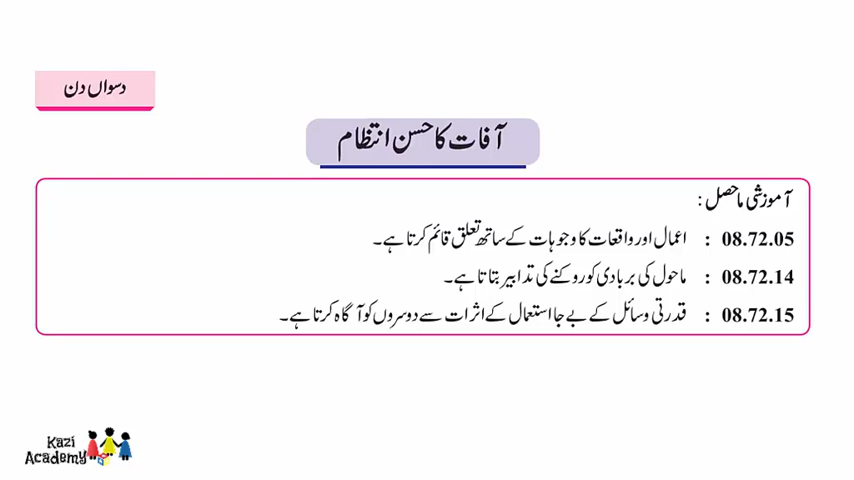 دسواں دن
آفات کا حسن انتظام
آموزشی ماحصل :
08.72.05 : اعمال اور واقعات کا وجوہات کے ساتھ تعلق قائم کرتا ہے۔
08.72.14 : ماحول کی بربادی کو روکنے کی تدابیر بتاتا ہے۔
08.72.15 : قدرتی وسائل کے بے جا استعمال کے اثرات سے دوسروں کو آگاہ کرتا ہے۔
Kazi
Academy